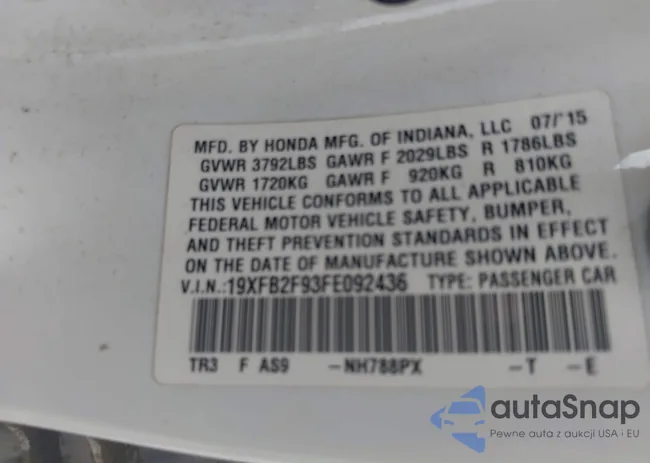 MFD. BY HONDA MFG. OF INDIANA, LLC 07/'15
GVWR 3792LBS GAWR F 2029LBS R 1786LBS
GVWR 1720KG GAWR F 920KG R 810KG
THIS VEHICLE CONFORMS TO ALL APPLICABLE
FEDERAL MOTOR VEHICLE SAFETY, BUMPER,
AND THEFT PREVENTION STANDARDS IN EFFECT
ON THE DATE OF MANUFACTURE SHOWN ABOVE.
V.I.N.:19XFB2F93FE092436 TYPE: PASSENGER CAR
TR3 F AS9 -NH788PX -T -E
autaSnap
Pewne auta z aukcji USA i EU